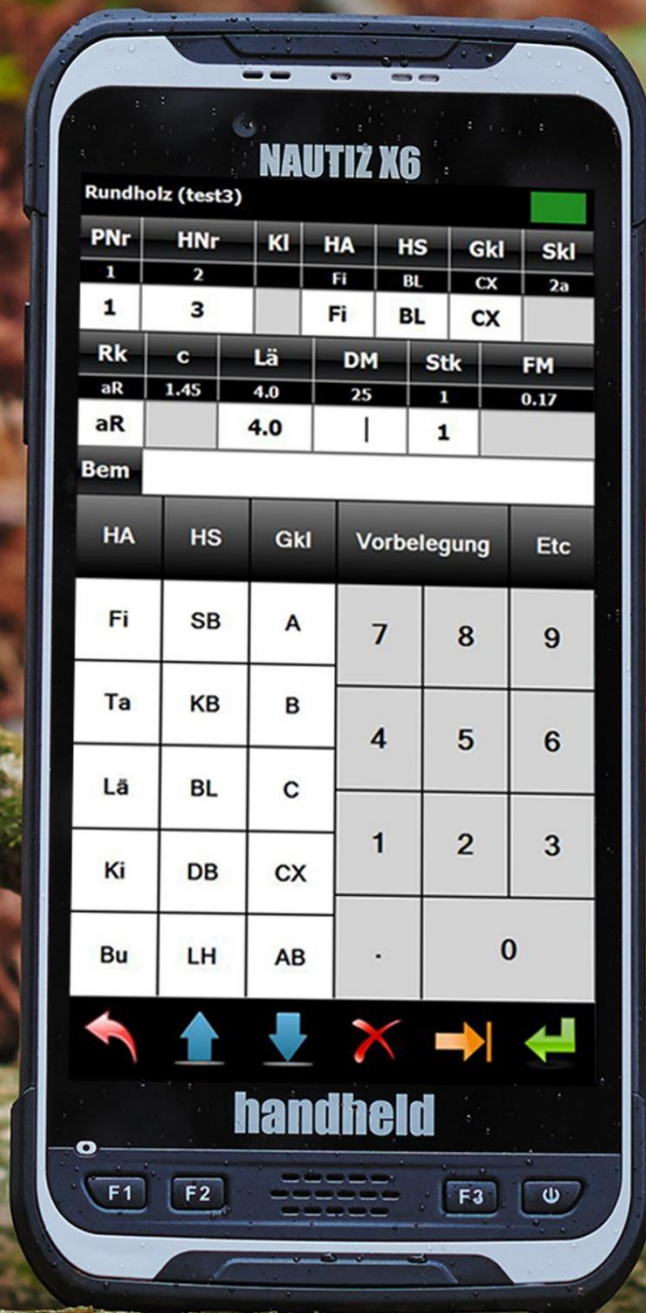 NAUTIZ X6
Rundholz (test3)
PNr HNr Kl HA HS Gkl Skl
1 2 Fi BL CX 2a
1 3 Fi BL CX
Rk c Lä DM Stk FM
aR 1.45 4.0 25 1 0.17
aR 4.0 1
Bem
HA HS Gkl Vorbelegung Etc
Fi SB A 7 8 9
Ta KB B 4 5 6
Lä BL C 1 2 3
Ki DB CX
Bu LH AB . 0
handheld
F1 F2 F3